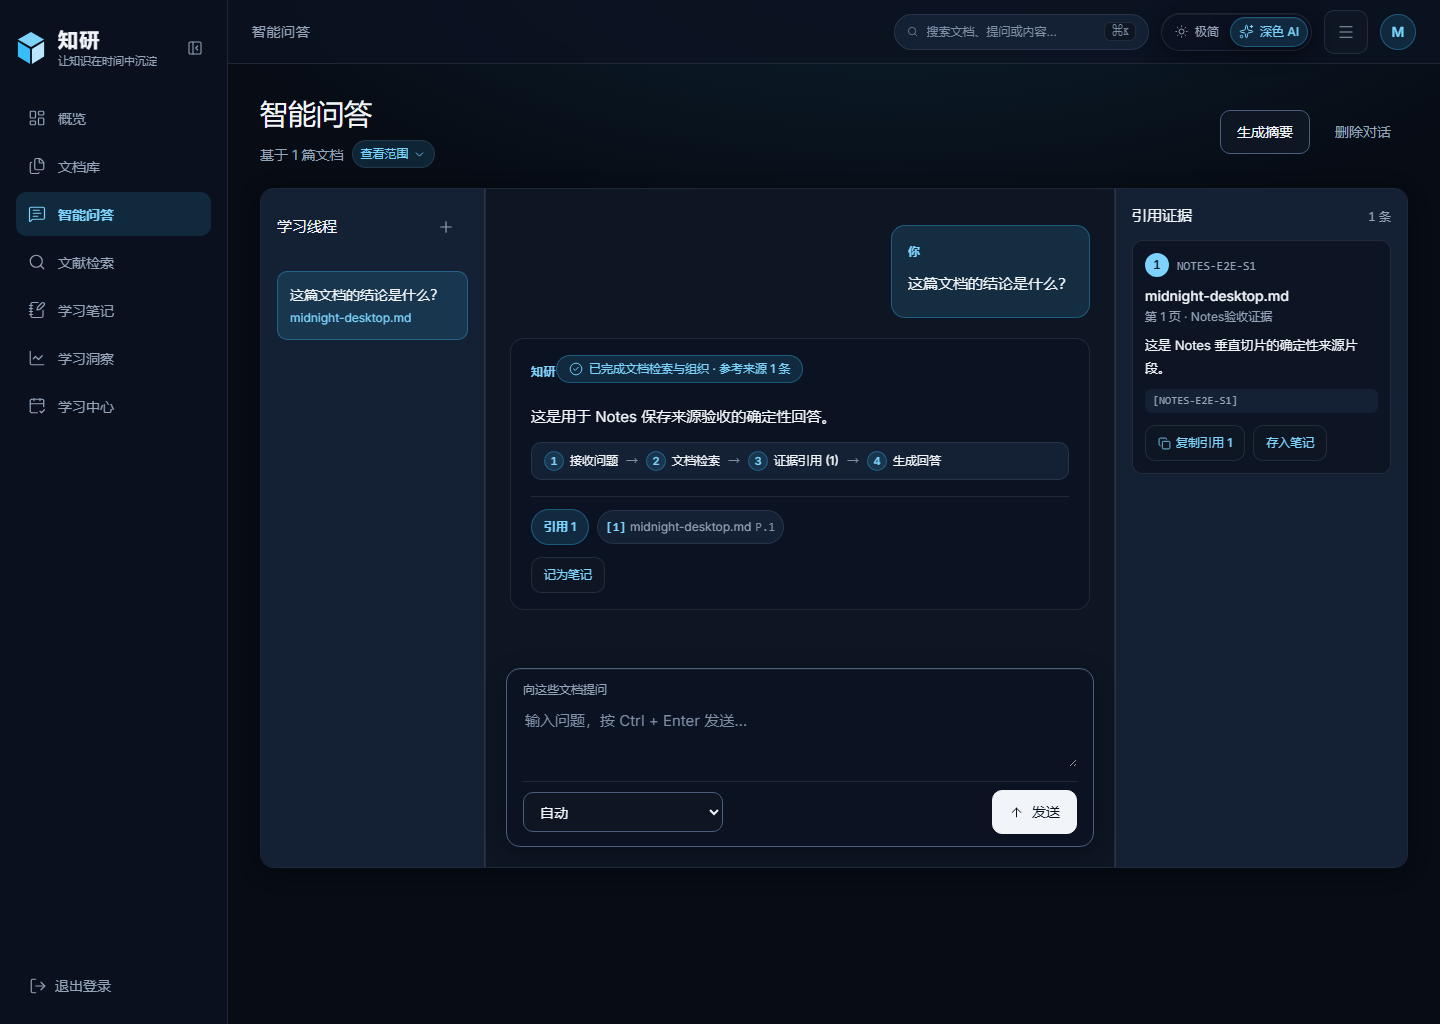 知研
让知识在时间中沉淀
概览
文档库
智能问答
文献检索
学习笔记
学习洞察
学习中心
退出登录
智能问答
搜索文档、提问或内容...
⌘K
极简
深色 AI
M
智能问答
基于 1 篇文档
查看范围
生成摘要
删除对话
学习线程
这篇文档的结论是什么？
midnight-desktop.md
你
这篇文档的结论是什么？
知研
已完成文档检索与组织 · 参考来源 1 条
这是用于 Notes 保存来源验收的确定性回答。
1 接收问题 → 2 文档检索 → 3 证据引用 (1) → 4 生成回答
引用 1
[1] midnight-desktop.md P.1
记为笔记
向这些文档提问
输入问题，按 Ctrl + Enter 发送...
自动
发送
引用证据
1 条
1 NOTES-E2E-S1
midnight-desktop.md
第 1 页 · Notes验收证据
这是 Notes 垂直切片的确定性来源片
段。
[NOTES-E2E-S1]
复制引用 1
存入笔记